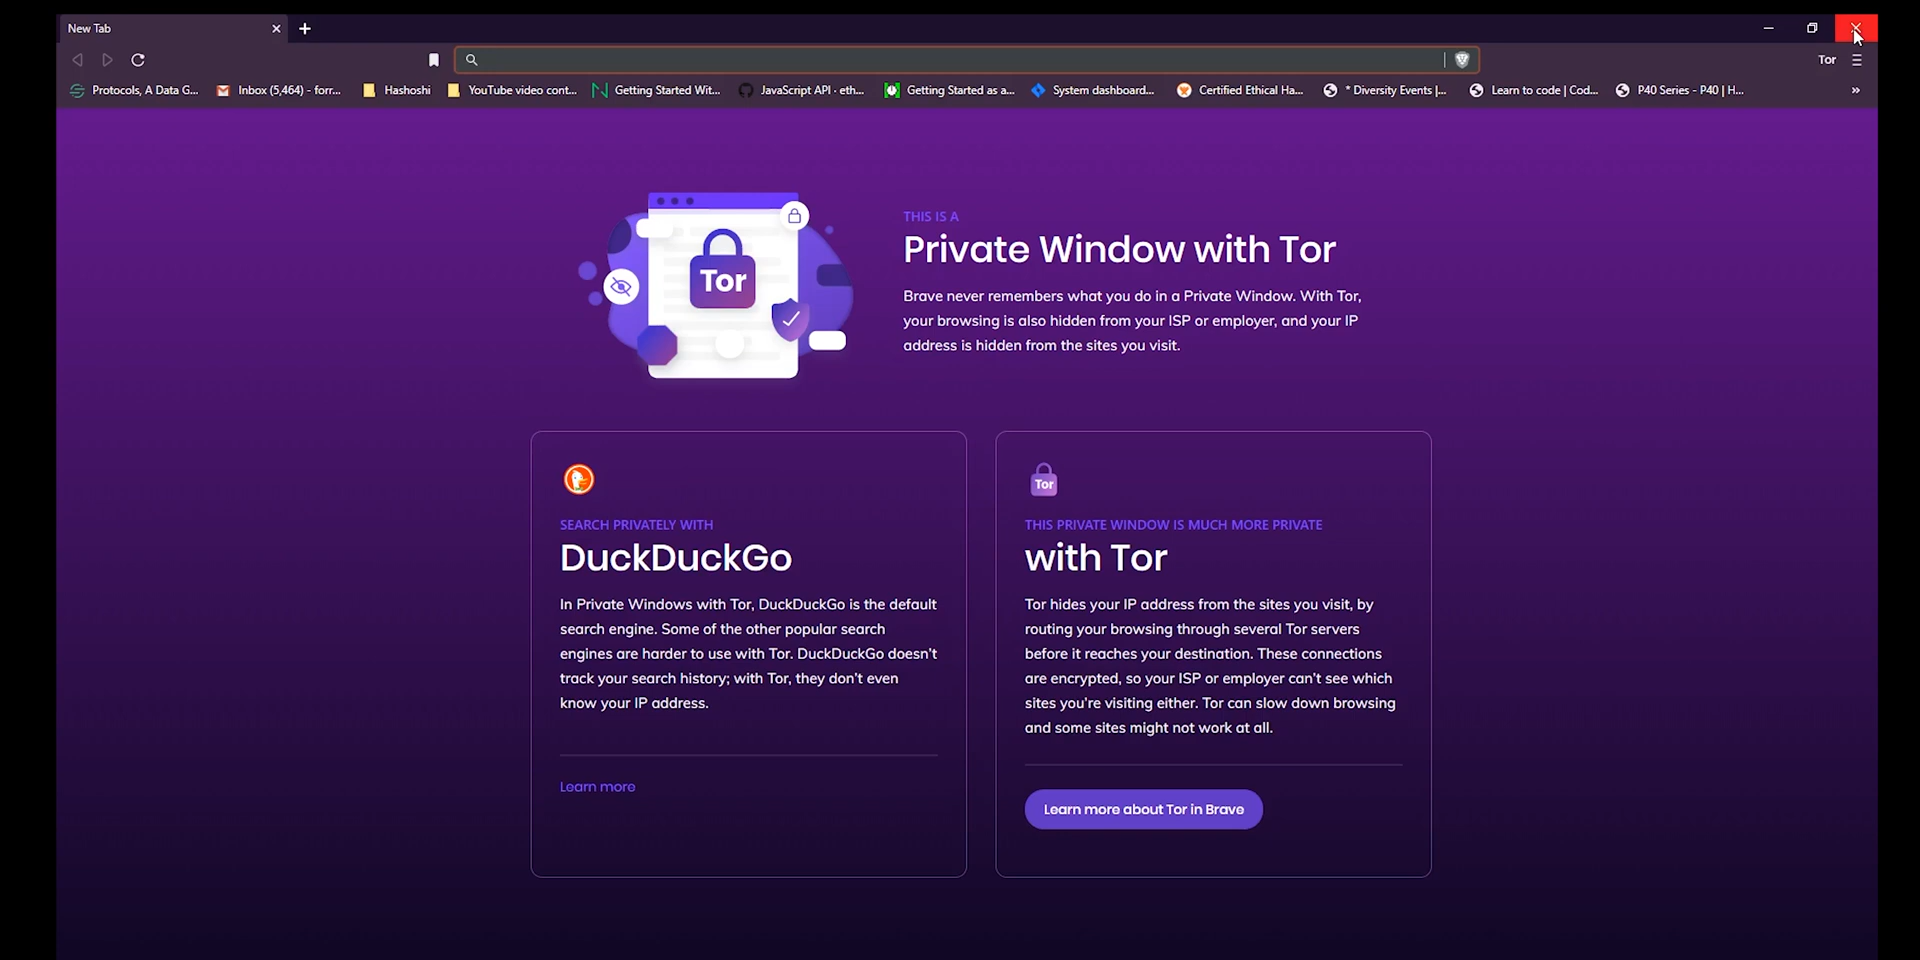 New Tab
Tor
Protocols, A Data G... Inbox (5,464) - forr... Hashoshi YouTube video cont... Getting Started Wit... JavaScript API · eth... Getting Started as a... System dashboard... Certified Ethical Ha... * Diversity Events |... Learn to code | Cod... P40 Series - P40 | H... »
Tor
THIS IS A
Private Window with Tor
Brave never remembers what you do in a Private Window. With Tor,
your browsing is also hidden from your ISP or employer, and your IP
address is hidden from the sites you visit.
SEARCH PRIVATELY WITH
DuckDuckGo
In Private Windows with Tor, DuckDuckGo is the default
search engine. Some of the other popular search
engines are harder to use with Tor. DuckDuckGo doesn't
track your search history; with Tor, they don't even
know your IP address.
Learn more
Tor
THIS PRIVATE WINDOW IS MUCH MORE PRIVATE
with Tor
Tor hides your IP address from the sites you visit, by
routing your browsing through several Tor servers
before it reaches your destination. These connections
are encrypted, so your ISP or employer can't see which
sites you're visiting either. Tor can slow down browsing
and some sites might not work at all.
Learn more about Tor in Brave